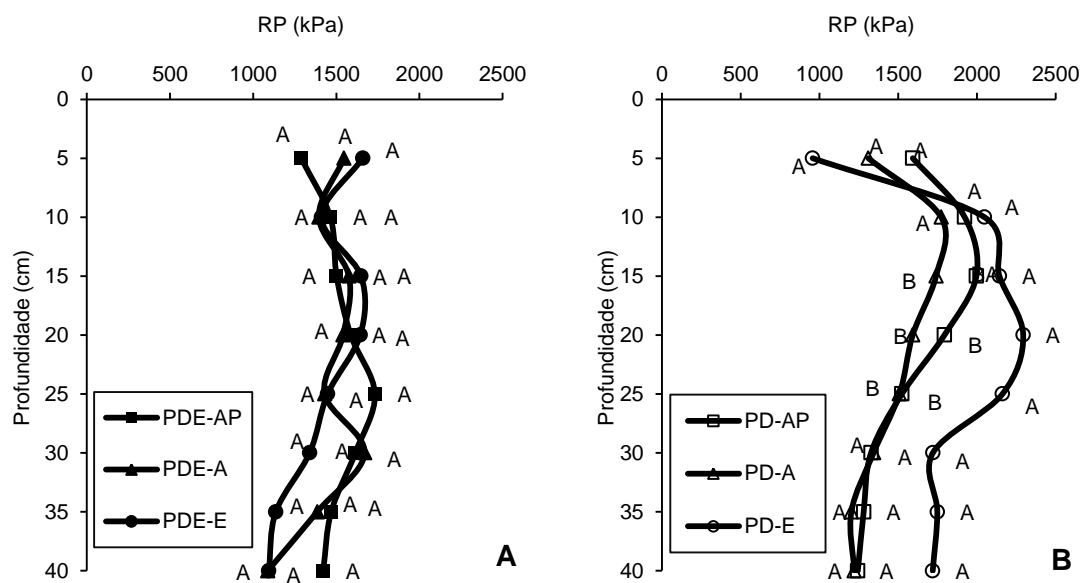 RP (kPa)
0 500 1000 1500 2000 2500
Profundidade (cm)
0
5
10
15
20
25
30
35
40
A A A
A A A
A A A
A A A
A A A
A A A
A A A
A A A
PDE-AP
PDE-A
PDE-E
A
RP (kPa)
0 500 1000 1500 2000 2500
Profundidade (cm)
0
5
10
15
20
25
30
35
40
A A A
A A A
B A A
B B A
B B A
A A A
A A A
A A A
PD-AP
PD-A
PD-E
B